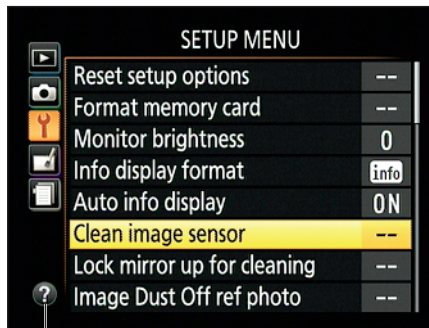 SETUP MENU
Reset setup options --
Format memory card --
Monitor brightness 0
Info display format info
Auto info display ON
Clean image sensor --
Lock mirror up for cleaning --
? Image Dust Off ref photo --